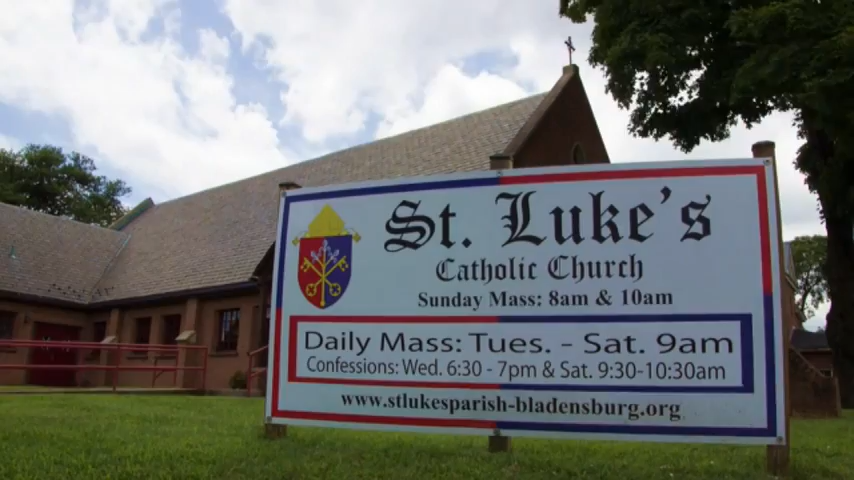 St. Luke's
Catholic Church
Sunday Mass: 8am & 10am
Daily Mass: Tues. - Sat. 9am
Confessions: Wed. 6:30 - 7pm & Sat. 9:30-10:30am
www.stlukesparish-bladensburg.org